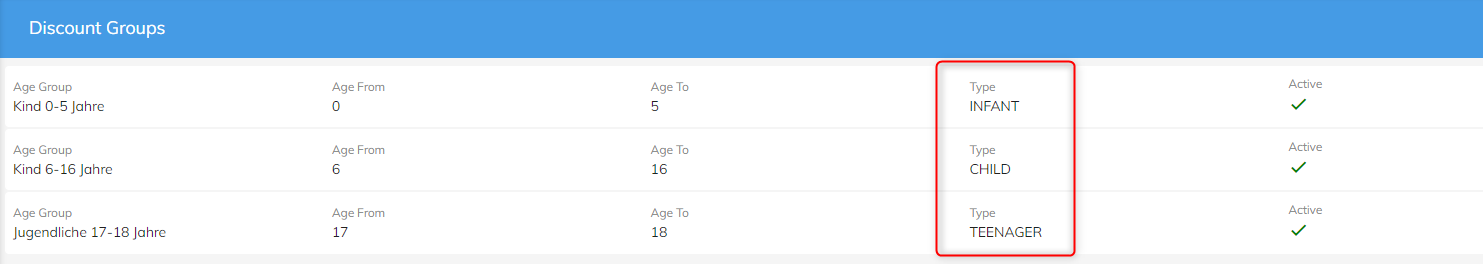 Discount Groups
Age Group Age From Age To Type Active
Kind 0-5 Jahre 0 5 INFANT
Age Group Age From Age To Type Active
Kind 6-16 Jahre 6 16 CHILD
Age Group Age From Age To Type Active
Jugendliche 17-18 Jahre 17 18 TEENAGER